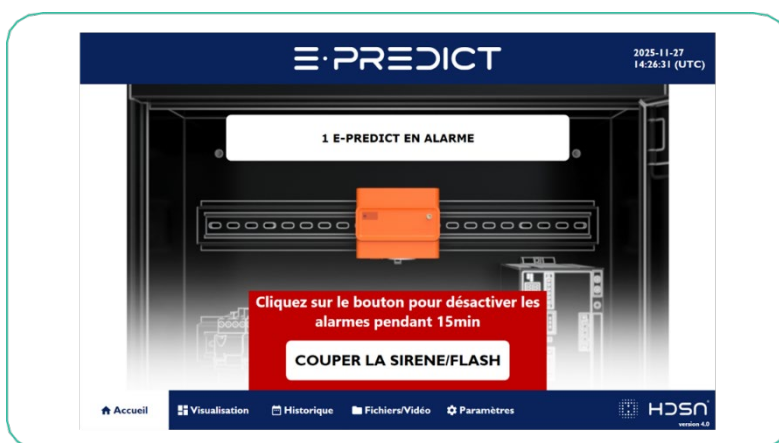 E·PREDICT
2025-11-27
14:26:31 (UTC)
1 E-PREDICT EN ALARME
Cliquez sur le bouton pour désactiver les
alarmes pendant 15min
COUPER LA SIRENE/FLASH
Accueil
Visualisation
Historique
Fichiers/Vidéo
Paramètres
HDSN
version 4.0